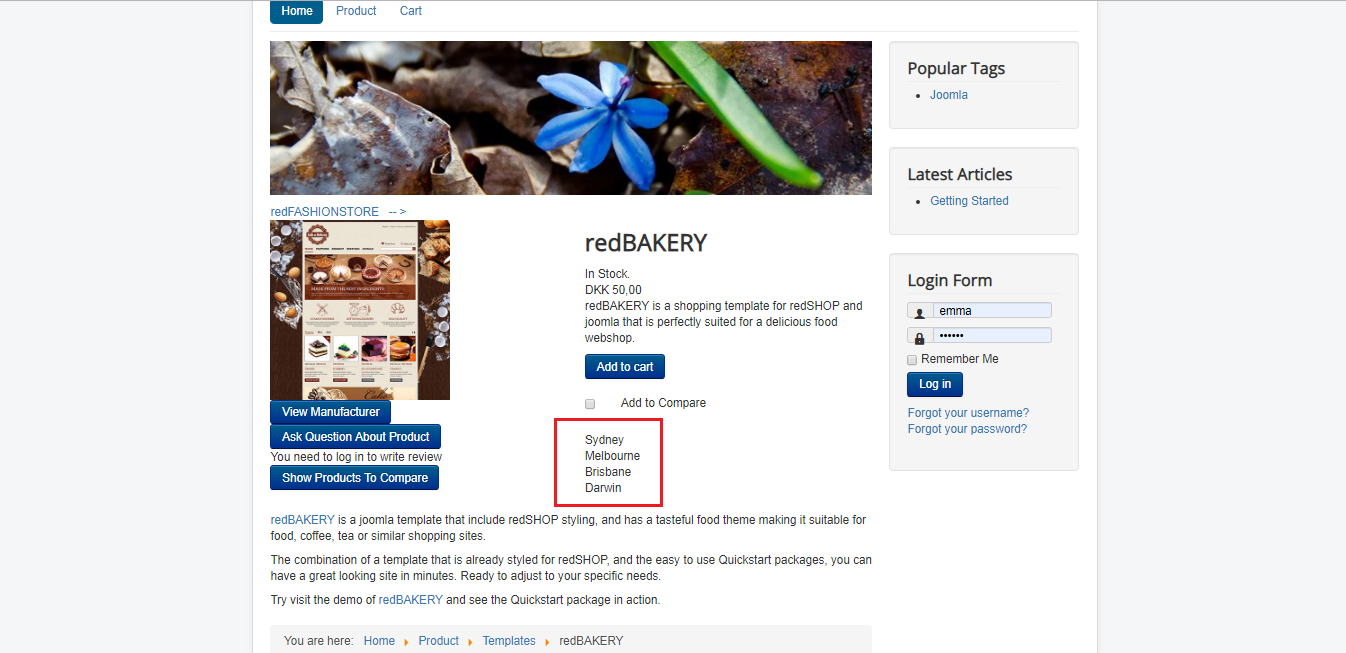 Home Product Cart
redFASHIONSTORE -- >
View Manufacturer
Ask Question About Product
You need to log in to write review
Show Products To Compare
redBAKERY
In Stock.
DKK 50,00
redBAKERY is a shopping template for redSHOP and
joomla that is perfectly suited for a delicious food
webshop.
Add to cart
Add to Compare
Sydney
Melbourne
Brisbane
Darwin
redBAKERY is a joomla template that include redSHOP styling, and has a tasteful food theme making it suitable for
food, coffee, tea or similar shopping sites.
The combination of a template that is already styled for redSHOP, and the easy to use Quickstart packages, you can
have a great looking site in minutes. Ready to adjust to your specific needs.
Try visit the demo of redBAKERY and see the Quickstart package in action.
You are here: Home Product Templates redBAKERY
Popular Tags
Joomla
Latest Articles
Getting Started
Login Form
emma
••••••
Remember Me
Log in
Forgot your username?
Forgot your password?